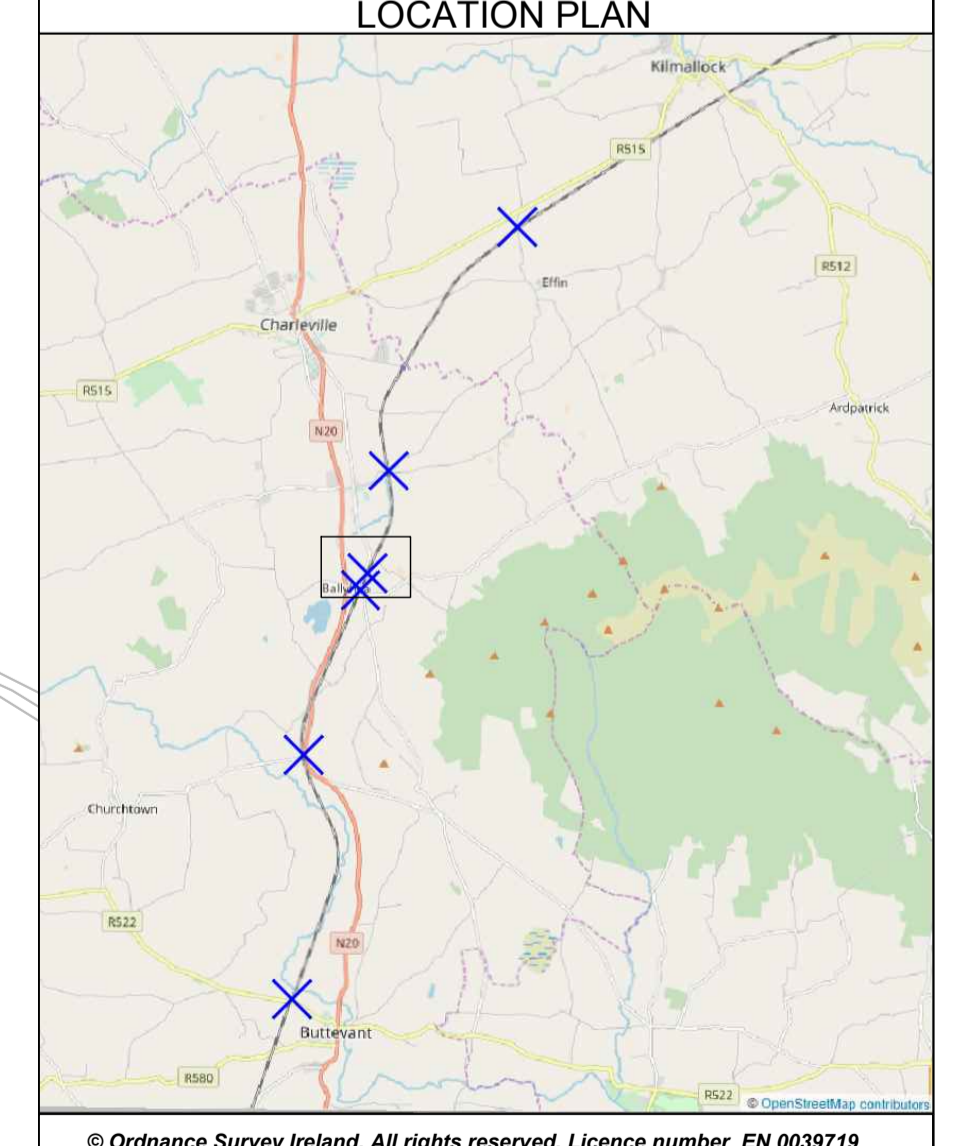 LOCATION PLAN
Kilmallock
R515
R512
Effin
Charleville
R515
Ardpatrick
N20
Churchtown
R522
N20
Buttevant
R580
R522
© OpenStreetMap contributors
© Ordnance Survey Ireland. All rights reserved. Licence number EN 0039719